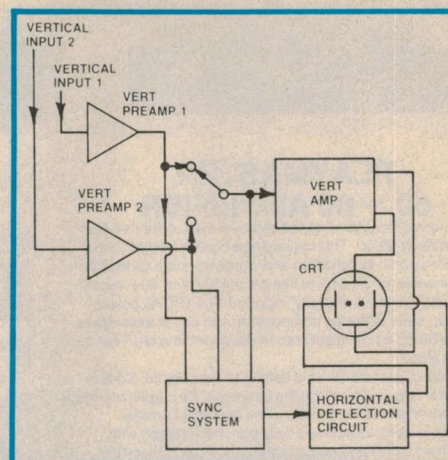 VERTICAL
INPUT 2
VERTICAL
INPUT 1
VERT
PREAMP 1
VERT
PREAMP 2
VERT
AMP
CRT
SYNC
SYSTEM
HORIZONTAL
DEFLECTION
CIRCUIT